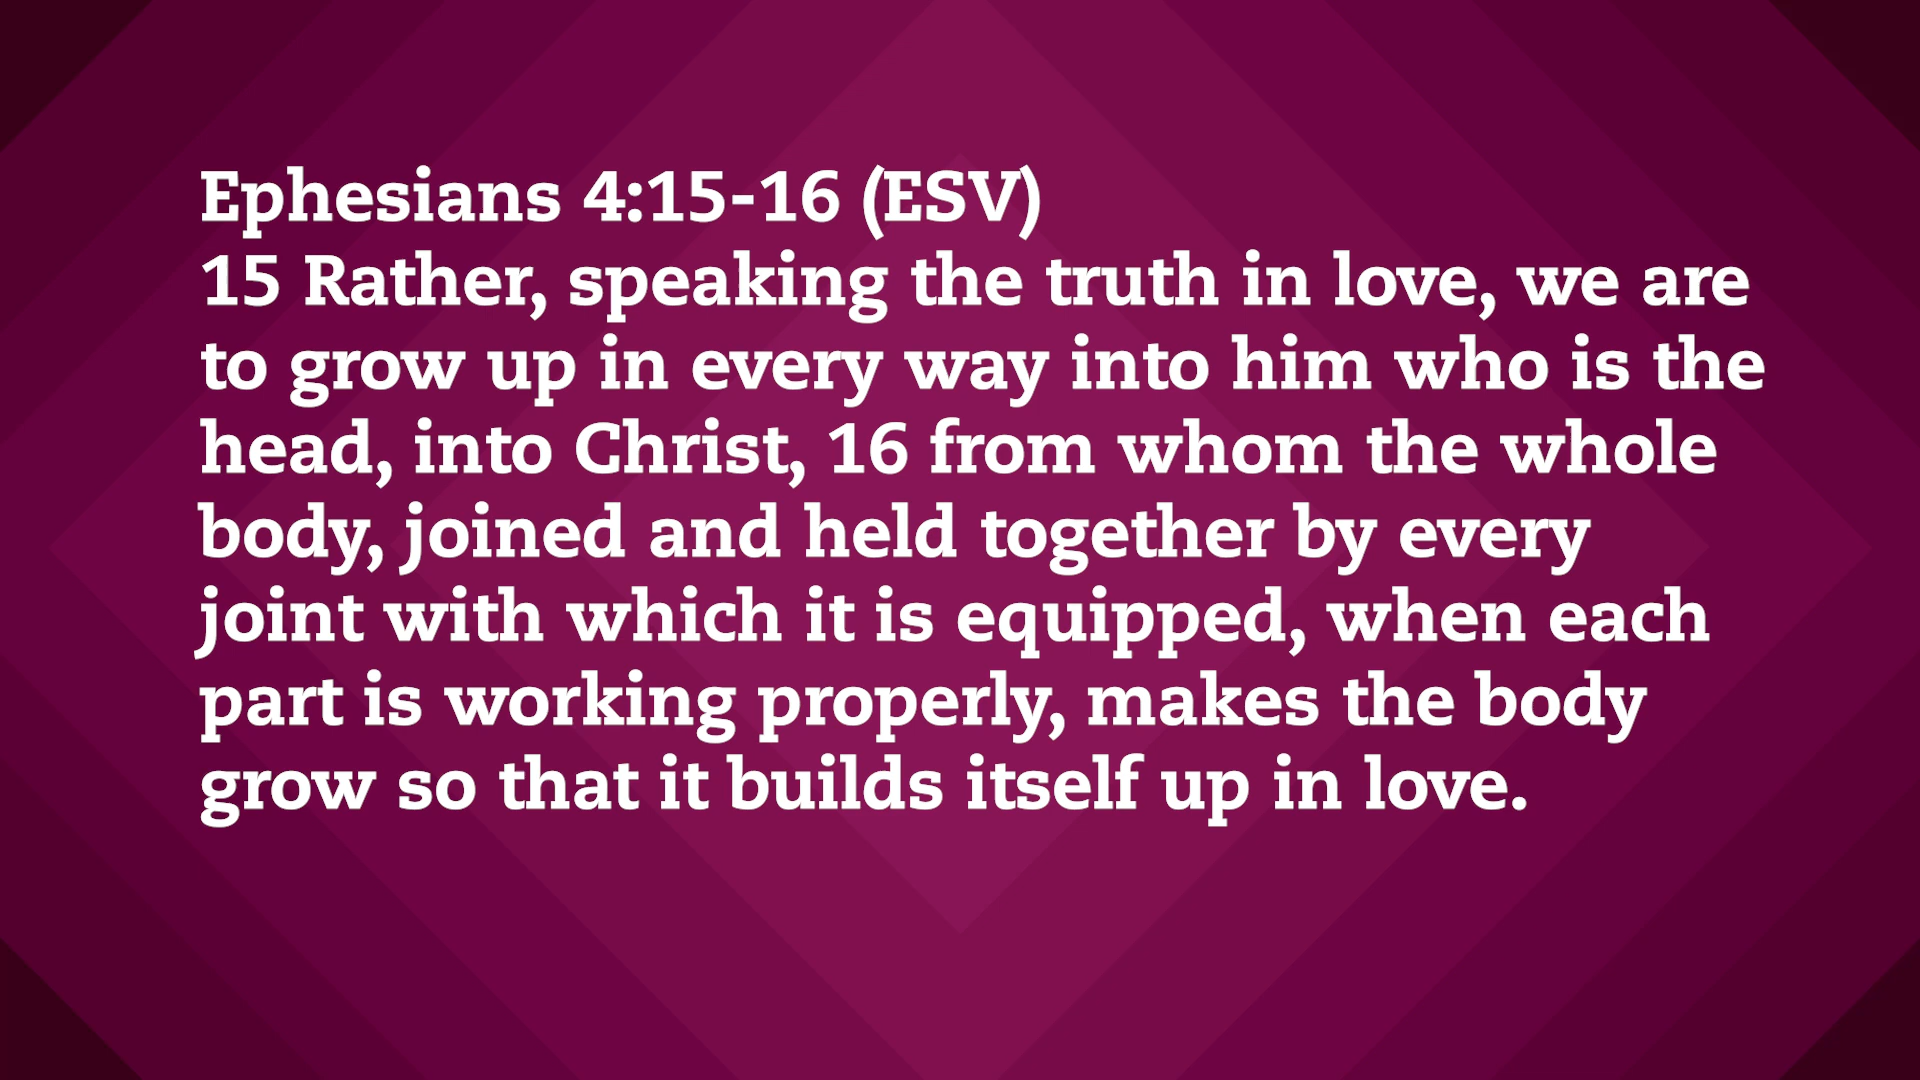 Ephesians 4:15-16 (ESV)
15 Rather, speaking the truth in love, we are
to grow up in every way into him who is the
head, into Christ, 16 from whom the whole
body, joined and held together by every
joint with which it is equipped, when each
part is working properly, makes the body
grow so that it builds itself up in love.